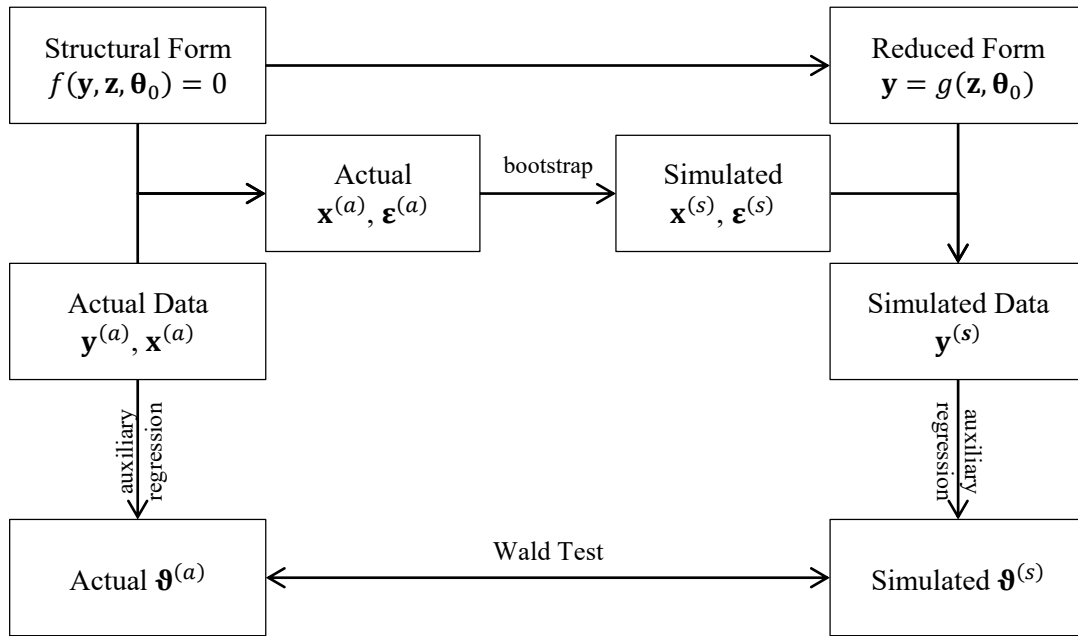 Structural Form
f(𝐲, 𝐳, 𝛉₀) = 0
Reduced Form
𝐲 = g(𝐳, 𝛉₀)
Actual
𝐱⁽ᵃ⁾, 𝛆⁽ᵃ⁾
bootstrap
Simulated
𝐱⁽ˢ⁾, 𝛆⁽ˢ⁾
Actual Data
𝐲⁽ᵃ⁾, 𝐱⁽ᵃ⁾
Simulated Data
𝐲⁽ˢ⁾
auxiliary
regression
auxiliary
regression
Actual 𝛝⁽ᵃ⁾
Wald Test
Simulated 𝛝⁽ˢ⁾